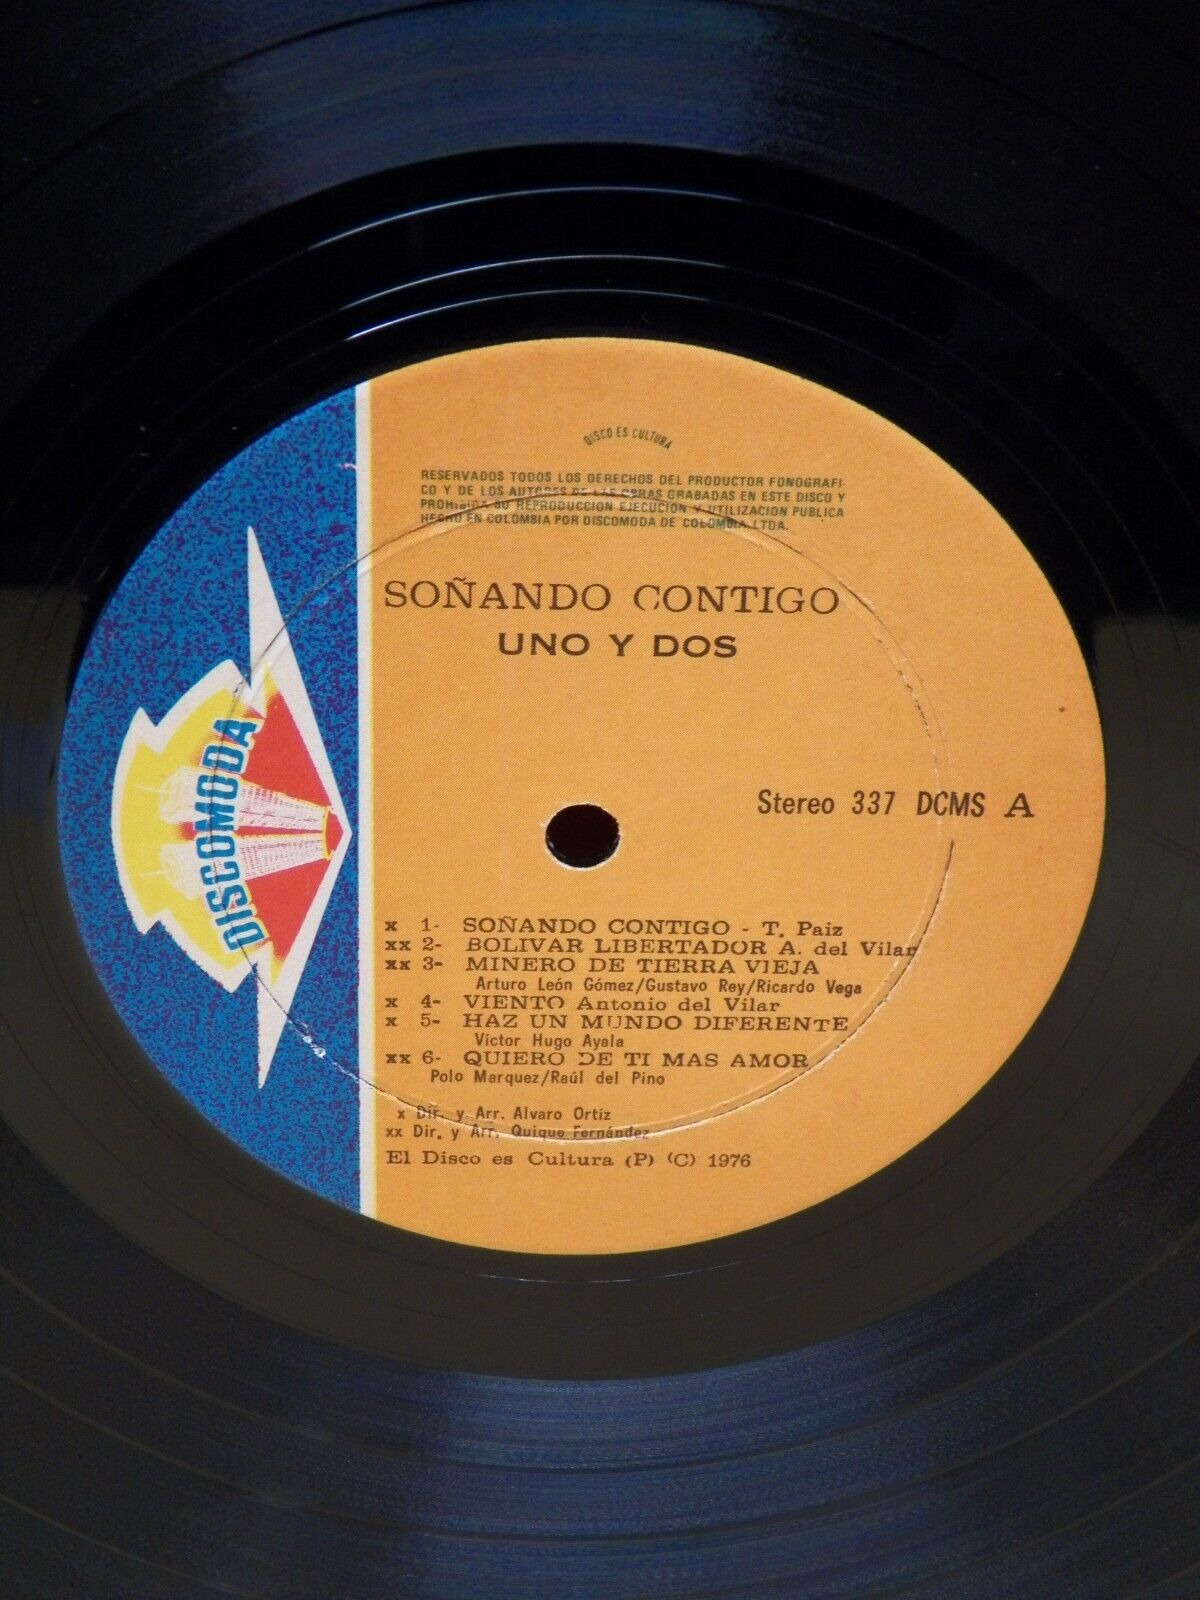 DISCO ES CULTURA
RESERVADOS TODOS LOS DERECHOS DEL PRODUCTOR FONOGRAFI-
CO Y DE LOS AUTORES DE LAS OBRAS GRABADAS EN ESTE DISCO Y
PROHIBIDA SU REPRODUCCION EJECUCION Y UTILIZACION PUBLICA
HECHO EN COLOMBIA POR DISCOMODA DE COLOMBIA LTDA.
SOÑANDO CONTIGO
UNO Y DOS
DISCOMODA
Stereo 337 DCMS A
x 1- SOÑANDO CONTIGO - T. Paiz
xx 2- BOLIVAR LIBERTADOR A. del Vilar
xx 3- MINERO DE TIERRA VIEJA
Arturo León Gómez/Gustavo Rey/Ricardo Vega
x 4- VIENTO Antonio del Vilar
x 5- HAZ UN MUNDO DIFERENTE
Víctor Hugo Ayala
xx 6- QUIERO DE TI MAS AMOR
Polo Marquez/Raúl del Pino
x Dir. y Arr. Alvaro Ortiz
xx Dir. y Arr. Quique Fernández
El Disco es Cultura (P) (C) 1976